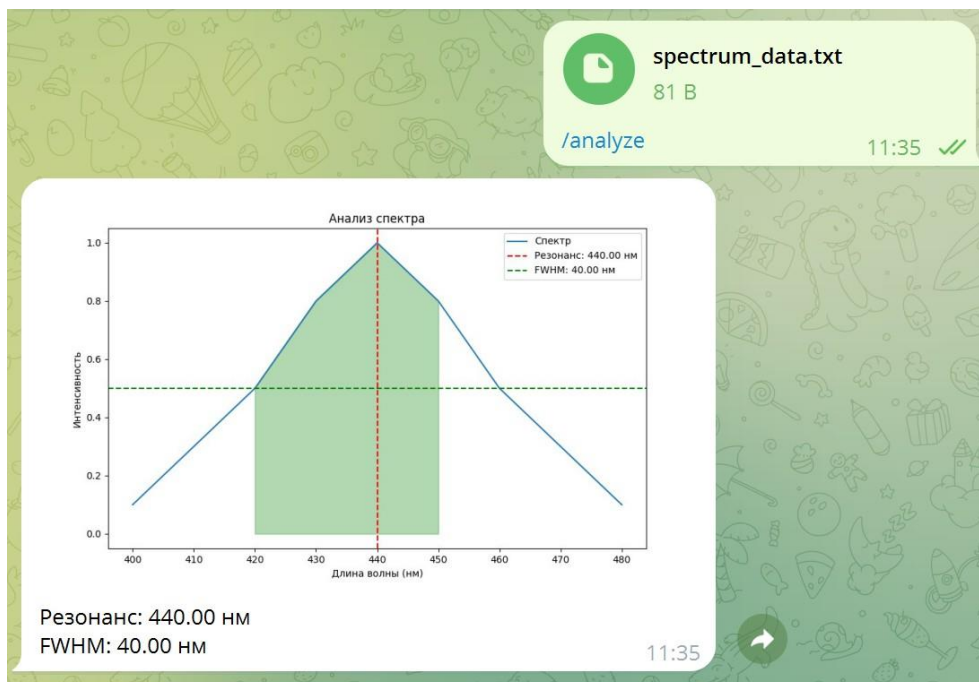 spectrum_data.txt
81 B
/analyze
11:35
Анализ спектра
Спектр
Резонанс: 440.00 нм
FWHM: 40.00 нм
Интенсивность
1.0
0.8
0.6
0.4
0.2
0.0
400 410 420 430 440 450 460 470 480
Длина волны (нм)
Резонанс: 440.00 нм
FWHM: 40.00 нм
11:35